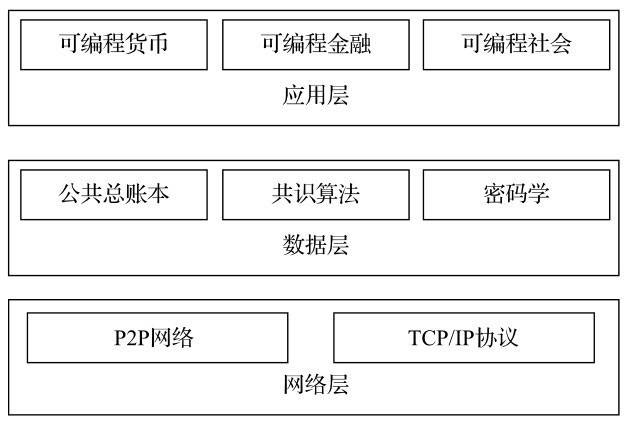 可编程货币 可编程金融 可编程社会
应用层
公共总账本 共识算法 密码学
数据层
P2P网络 TCP/IP协议
网络层